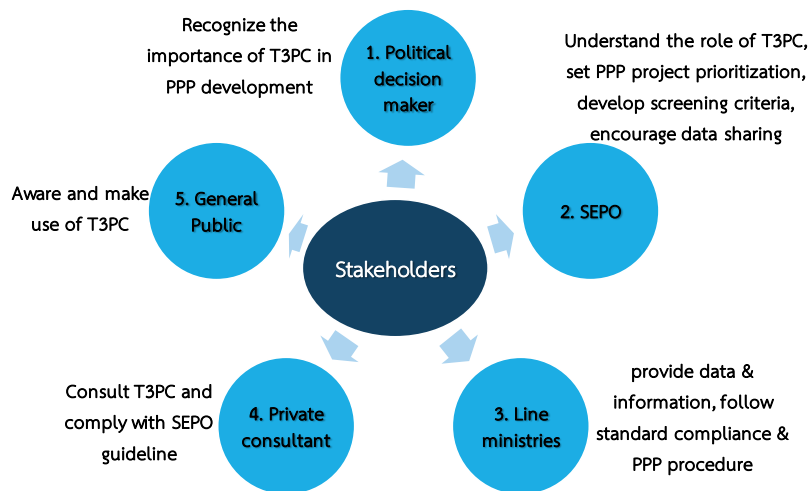 Recognize the
importance of T3PC in
PPP development
1. Political
decision
maker
Understand the role of T3PC,
set PPP project prioritization,
develop screening criteria,
encourage data sharing
2. SEPO
Aware and make
use of T3PC
5. General
Public
Stakeholders
Consult T3PC and
comply with SEPO
guideline
4. Private
consultant
3. Line
ministries
provide data &
information, follow
standard compliance &
PPP procedure